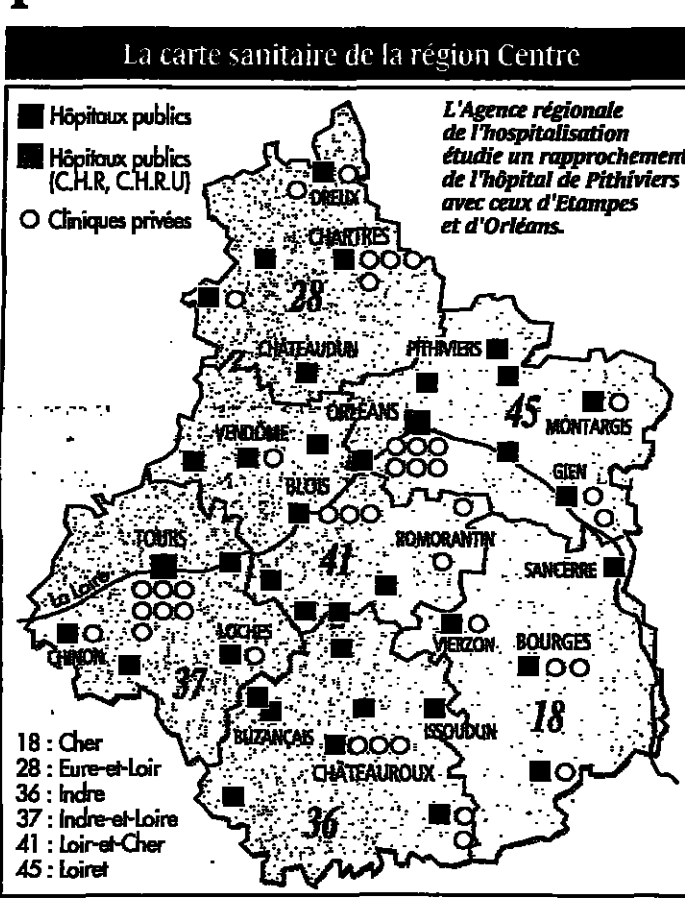 La carte sanitaire de la région Centre
Hôpitaux publics
Hôpitaux publics
(C.H.R, C.H.R.U)
Cliniques privées
L'Agence régionale
de l'hospitalisation
étudie un rapprochement
de l'hôpital de Pithiviers
avec ceux d'Etampes
et d'Orléans.
DREUX
CHARTRES
28
CHÂTEAUDUN
PITHIVIERS
ORLÉANS
45
MONTARGIS
VENDÔME
GIEN
BLOIS
TOURS
41
ROMORANTIN
SANCERRE
La Loire
LOCHES
VIERZON
BOURGES
CHINON
37
18
BUZANÇAIS
ISSOUDUN
CHÂTEAUROUX
36
18 : Cher
28 : Eure-et-Loir
36 : Indre
37 : Indre-et-Loire
41 : Loir-et-Cher
45 : Loiret